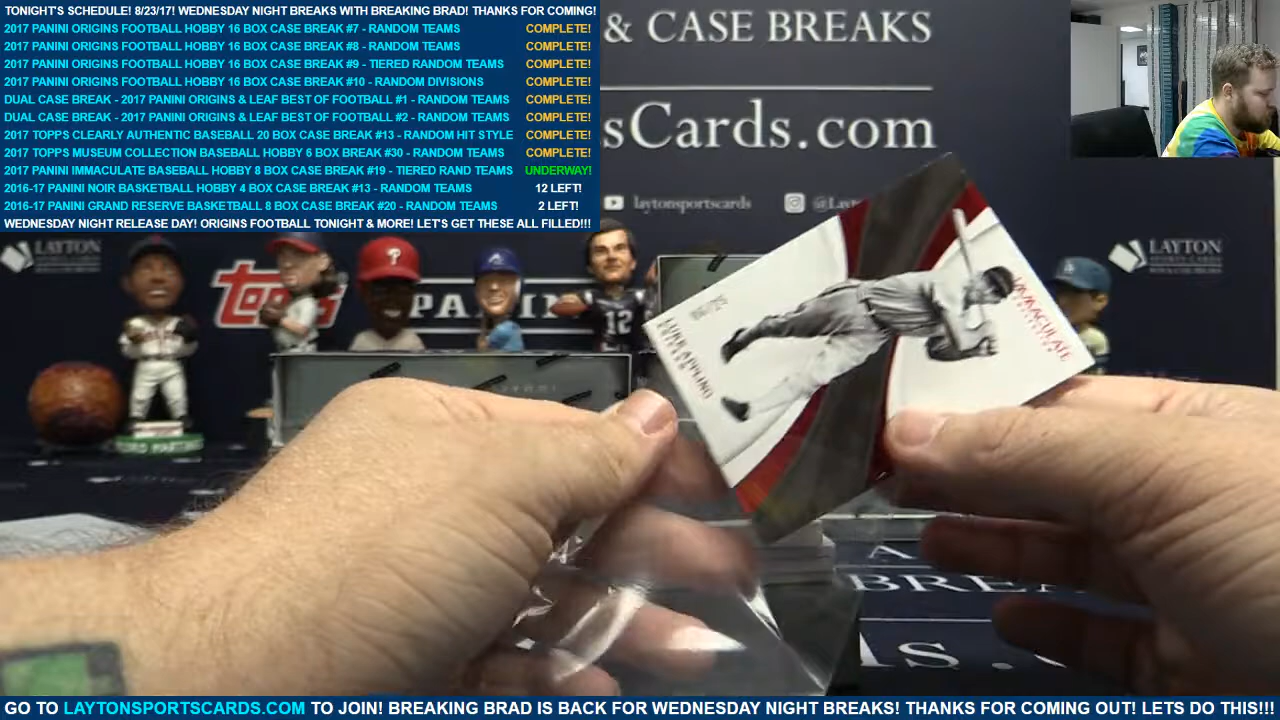 TONIGHT'S SCHEDULE! 8/23/17! WEDNESDAY NIGHT BREAKS WITH BREAKING BRAD! THANKS FOR COMING!
2017 PANINI ORIGINS FOOTBALL HOBBY 16 BOX CASE BREAK #7 - RANDOM TEAMS COMPLETE!
2017 PANINI ORIGINS FOOTBALL HOBBY 16 BOX CASE BREAK #8 - RANDOM TEAMS COMPLETE!
2017 PANINI ORIGINS FOOTBALL HOBBY 16 BOX CASE BREAK #9 - TIERED RANDOM TEAMS COMPLETE!
2017 PANINI ORIGINS FOOTBALL HOBBY 16 BOX CASE BREAK #10 - RANDOM DIVISIONS COMPLETE!
DUAL CASE BREAK - 2017 PANINI ORIGINS & LEAF BEST OF FOOTBALL #1 - RANDOM TEAMS COMPLETE!
DUAL CASE BREAK - 2017 PANINI ORIGINS & LEAF BEST OF FOOTBALL #2 - RANDOM TEAMS COMPLETE!
2017 TOPPS CLEARLY AUTHENTIC BASEBALL 20 BOX CASE BREAK #13 - RANDOM HIT STYLE COMPLETE!
2017 TOPPS MUSEUM COLLECTION BASEBALL HOBBY 6 BOX BREAK #30 - RANDOM TEAMS COMPLETE!
2017 PANINI IMMACULATE BASEBALL HOBBY 8 BOX CASE BREAK #19 - TIERED RAND TEAMS UNDERWAY!
2016-17 PANINI NOIR BASKETBALL HOBBY 4 BOX CASE BREAK #13 - RANDOM TEAMS 12 LEFT!
2016-17 PANINI GRAND RESERVE BASKETBALL 8 BOX CASE BREAK #20 - RANDOM TEAMS 2 LEFT!
WEDNESDAY NIGHT RELEASE DAY! ORIGINS FOOTBALL TONIGHT & MORE! LET'S GET THESE ALL FILLED!!!
& CASE BREAKS
sCards.com
laytonsportscards
LAYTON
LAYTON
topps
PANINI
12
IMMACULATE
LUKE APPLING
GO TO LAYTONSPORTSCARDS.COM TO JOIN! BREAKING BRAD IS BACK FOR WEDNESDAY NIGHT BREAKS! THANKS FOR COMING OUT! LETS DO THIS!!!